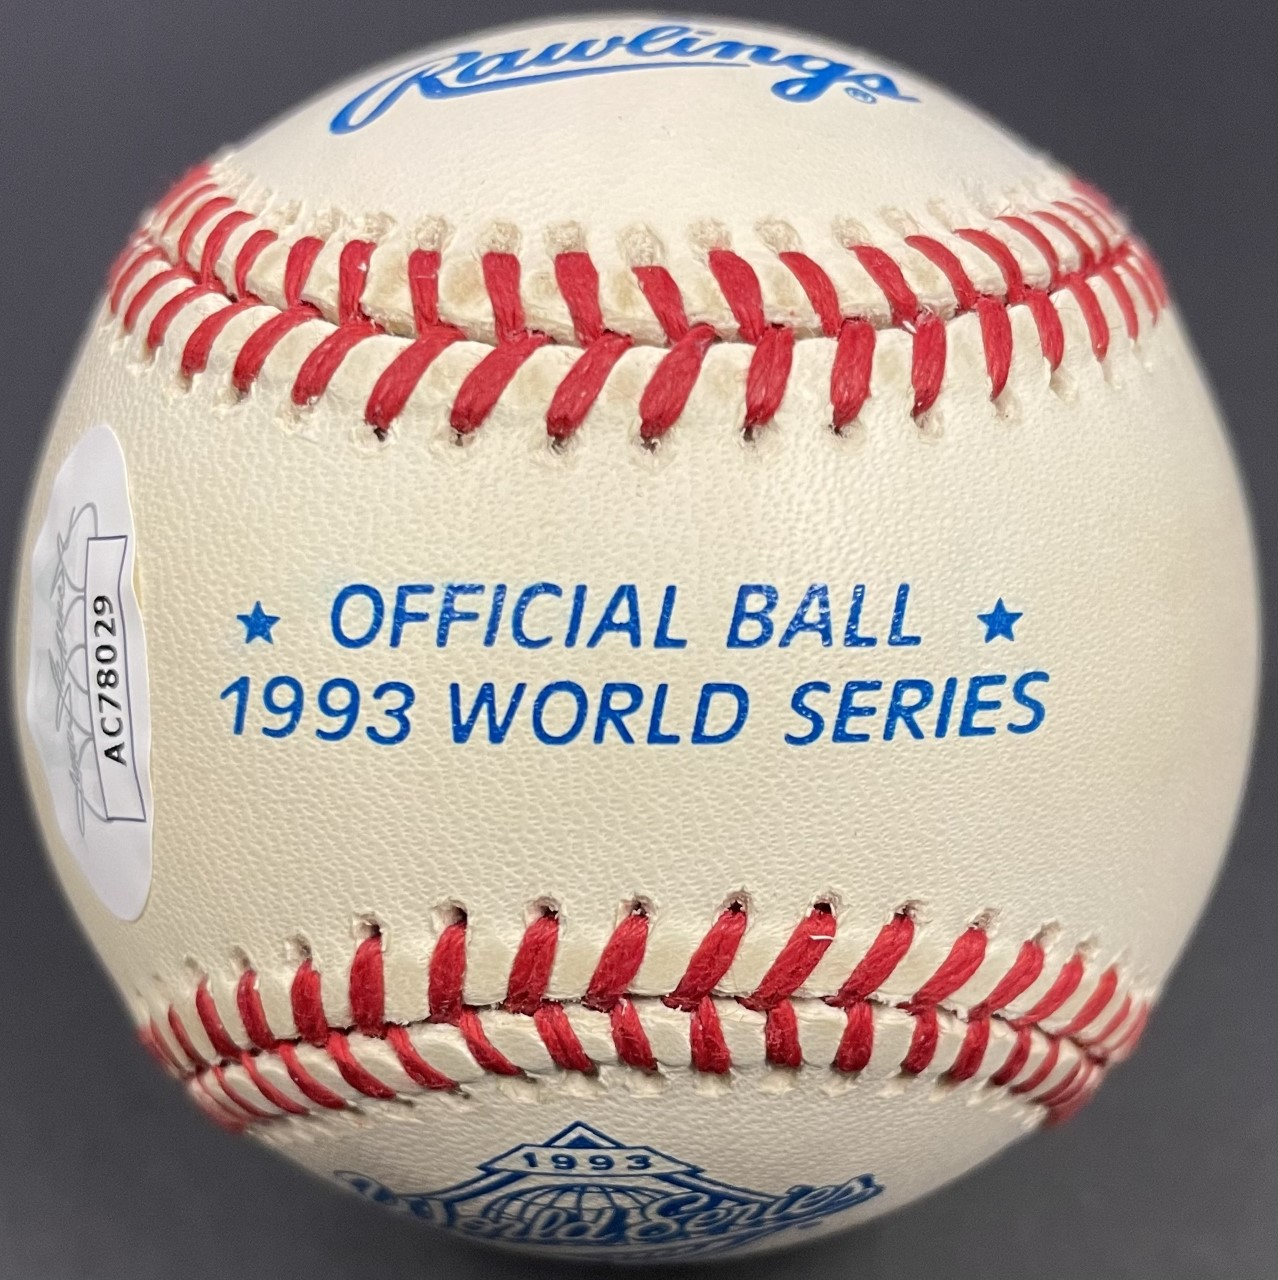 Rawlings®
★ OFFICIAL BALL ★
1993 WORLD SERIES
AC78029
1993
World Series